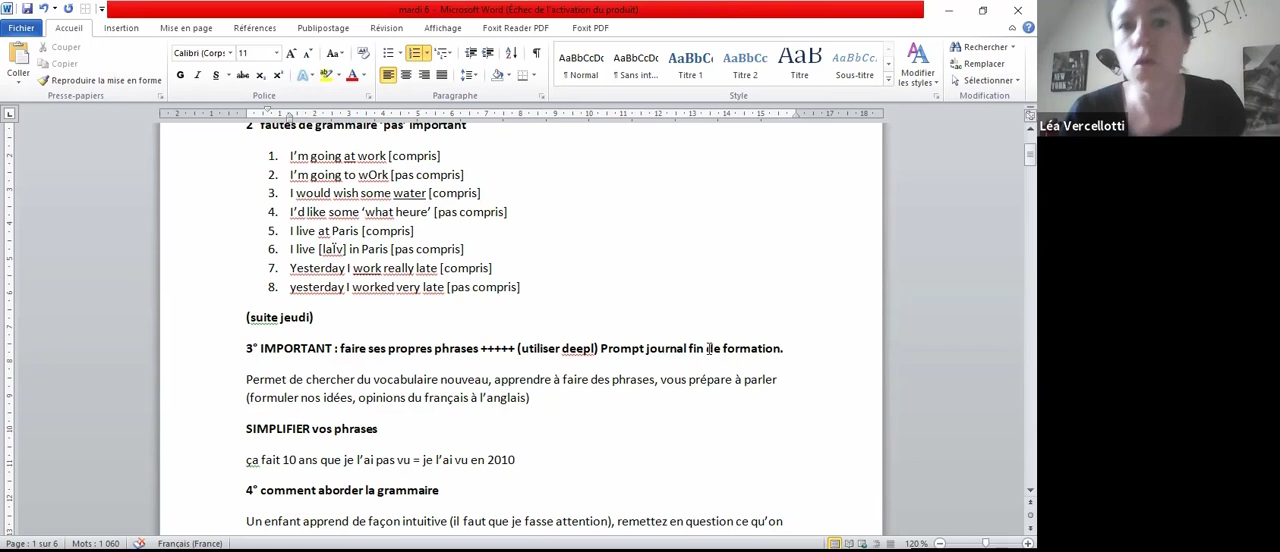 mardi 6 - Microsoft Word (Échec de l'activation du produit)
Fichier Accueil Insertion Mise en page Références Publipostage Révision Affichage Foxit Reader PDF Foxit PDF
Coller
Couper
Copier
Reproduire la mise en forme
Presse-papiers
Calibri (Corps 11
G I S abc X₂ X²
Police
Paragraphe
AaBbCcDc AaBbCcDc AaBbCc AaBbCc AaB AaBbCc.
¶ Normal ¶ Sans int... Titre 1 Titre 2 Titre Sous-titre
Style
Modifier les styles
Rechercher
Remplacer
Sélectionner
Modification
PPY!!
Léa Vercellotti
2° fautes de grammaire 'pas' important
1. I'm going at work [compris]
2. I'm going to wOrk [pas compris]
3. I would wish some water [compris]
4. I'd like some 'what heure' [pas compris]
5. I live at Paris [compris]
6. I live [laÏv] in Paris [pas compris]
7. Yesterday I work really late [compris]
8. yesterday I worked very late [pas compris]
(suite jeudi)
3° IMPORTANT : faire ses propres phrases +++++ (utiliser deepl) Prompt journal fin de formation.
Permet de chercher du vocabulaire nouveau, apprendre à faire des phrases, vous prépare à parler
(formuler nos idées, opinions du français à l'anglais)
SIMPLIFIER vos phrases
ça fait 10 ans que je l'ai pas vu = je l'ai vu en 2010
4° comment aborder la grammaire
Un enfant apprend de façon intuitive (il faut que je fasse attention), remettez en question ce qu'on
Page : 1 sur 6 Mots : 1 060 Français (France) 120 %